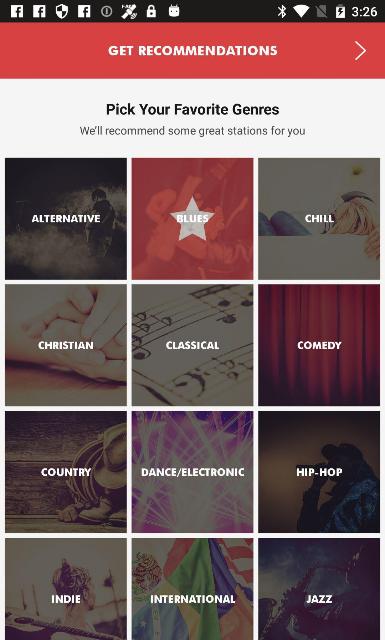 3:26
GET RECOMMENDATIONS
Pick Your Favorite Genres
We'll recommend some great stations for you
ALTERNATIVE
BLUES
CHILL
CHRISTIAN
CLASSICAL
COMEDY
COUNTRY
DANCE/ELECTRONIC
HIP-HOP
INDIE
INTERNATIONAL
JAZZ